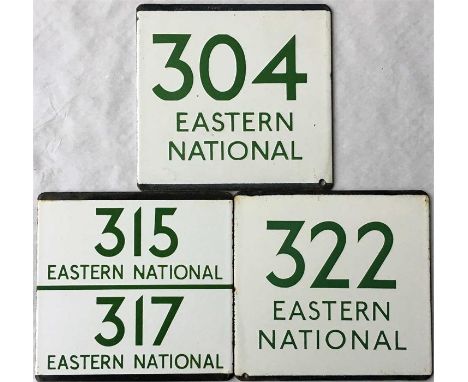 304
EASTERN
NATIONAL
315
EASTERN NATIONAL
317
EASTERN NATIONAL
322
EASTERN
NATIONAL